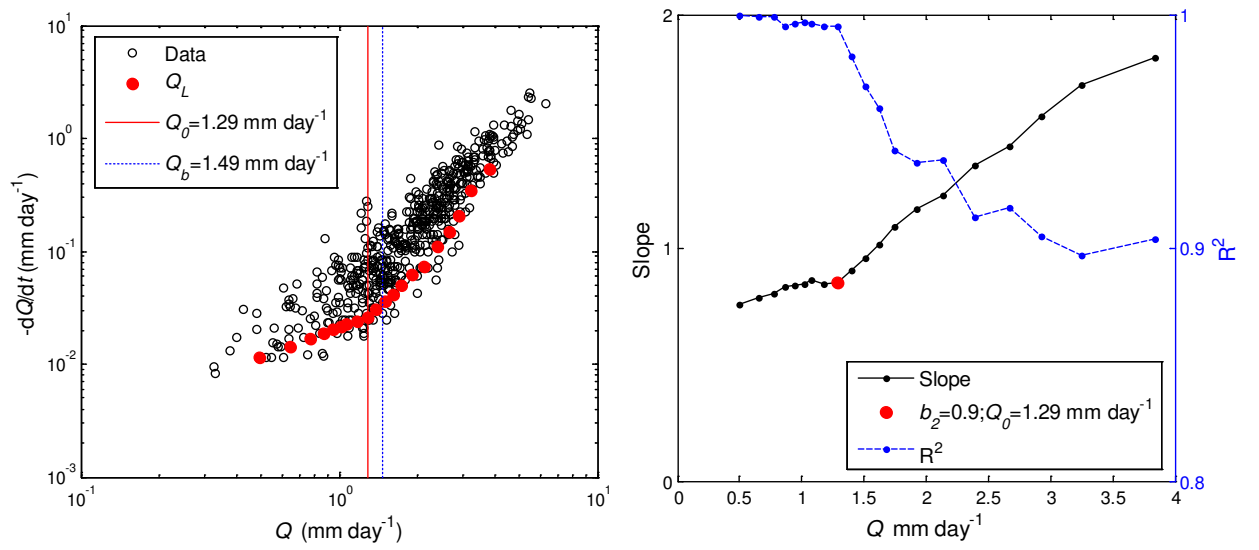 10^1
10^0
10^-1
10^-2
10^-3
-dQ/dt (mm day^-1)
Data
Q_L
Q_0=1.29 mm day^-1
Q_b=1.49 mm day^-1
10^-1
10^0
10^1
Q (mm day^-1)
2
1
0
Slope
1
0.9
0.8
R^2
Slope
b_2=0.9;Q_0=1.29 mm day^-1
R^2
0 0.5 1 1.5 2 2.5 3 3.5 4
Q mm day^-1